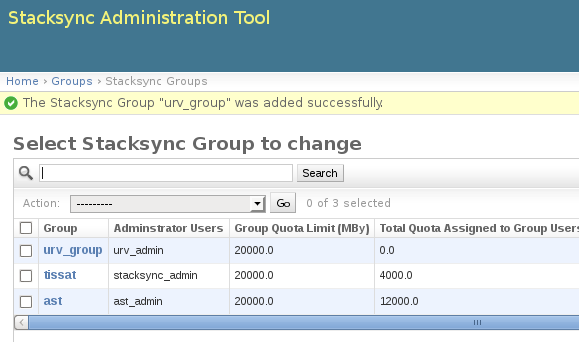 Stacksync Administration Tool
Home › Groups › Stacksync Groups
The Stacksync Group "urv_group" was added successfully.
Select Stacksync Group to change
Search
Action: --------- Go 0 of 3 selected
Group Adminstrator Users Group Quota Limit (MBy) Total Quota Assigned to Group Users
urv_group urv_admin 20000.0 0.0
tissat stacksync_admin 20000.0 4000.0
ast ast_admin 20000.0 12000.0